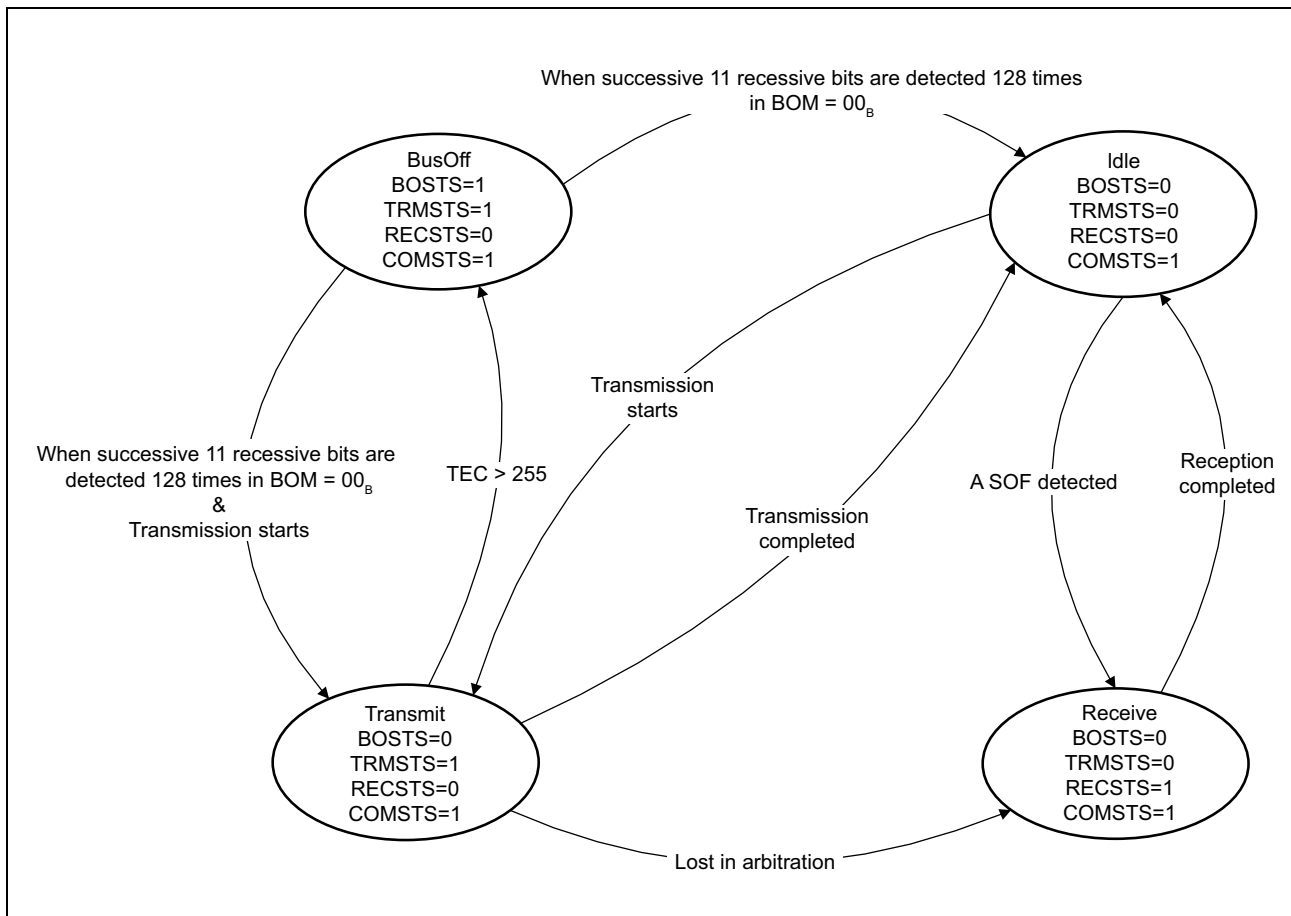 When successive 11 recessive bits are detected 128 times
in BOM = 00B
BusOff
BOSTS=1
TRMSTS=1
RECSTS=0
COMSTS=1
Idle
BOSTS=0
TRMSTS=0
RECSTS=0
COMSTS=1
Transmission
starts
When successive 11 recessive bits are
detected 128 times in BOM = 00B
&
Transmission starts
TEC > 255
Transmission
completed
A SOF detected
Reception
completed
Transmit
BOSTS=0
TRMSTS=1
RECSTS=0
COMSTS=1
Receive
BOSTS=0
TRMSTS=0
RECSTS=1
COMSTS=1
Lost in arbitration